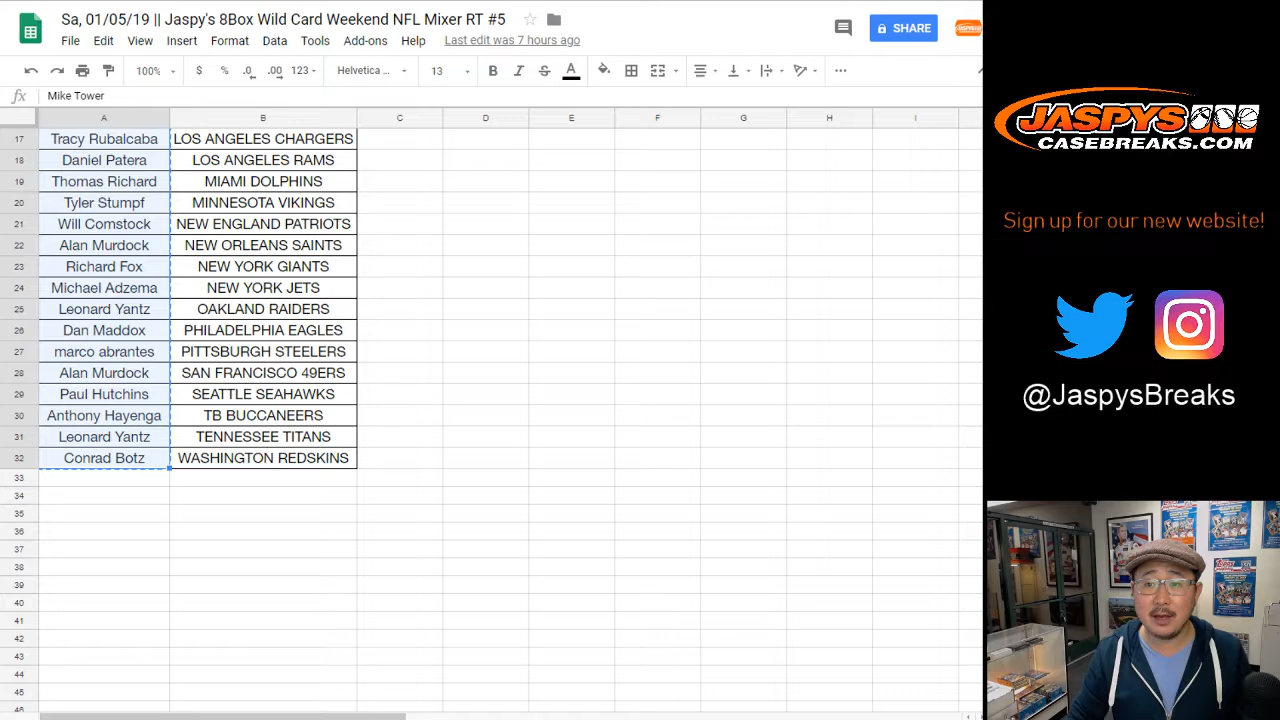 Sa, 01/05/19 || Jaspy's 8Box Wild Card Weekend NFL Mixer RT #5
File Edit View Insert Format Data Tools Add-ons Help Last edit was 7 hours ago
SHARE
100% $ % .0 .00 123 Helvetica ... 13 B I S A
fx Mike Tower
A B C D E F G H I
17 Tracy Rubalcaba LOS ANGELES CHARGERS
18 Daniel Patera LOS ANGELES RAMS
19 Thomas Richard MIAMI DOLPHINS
20 Tyler Stumpf MINNESOTA VIKINGS
21 Will Comstock NEW ENGLAND PATRIOTS
22 Alan Murdock NEW ORLEANS SAINTS
23 Richard Fox NEW YORK GIANTS
24 Michael Adzema NEW YORK JETS
25 Leonard Yantz OAKLAND RAIDERS
26 Dan Maddox PHILADELPHIA EAGLES
27 marco abrantes PITTSBURGH STEELERS
28 Alan Murdock SAN FRANCISCO 49ERS
29 Paul Hutchins SEATTLE SEAHAWKS
30 Anthony Hayenga TB BUCCANEERS
31 Leonard Yantz TENNESSEE TITANS
32 Conrad Botz WASHINGTON REDSKINS
33
34
35
36
37
38
39
40
41
42
43
44
45
46
JASPYS
CASEBREAKS.COM
Sign up for our new website!
@JaspysBreaks